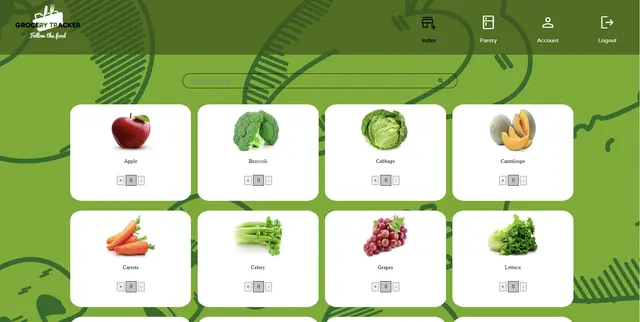 GROCERY TRACKER
Follow the food
Index
Pantry
Account
Logout
Apple
Broccoli
Cabbage
Cantaloupe
+ 0 -
+ 0 -
+ 0 -
+ 0 -
Carrots
Celery
Grapes
Lettuce
+ 0 -
+ 0 -
+ 0 -
+ 0 -